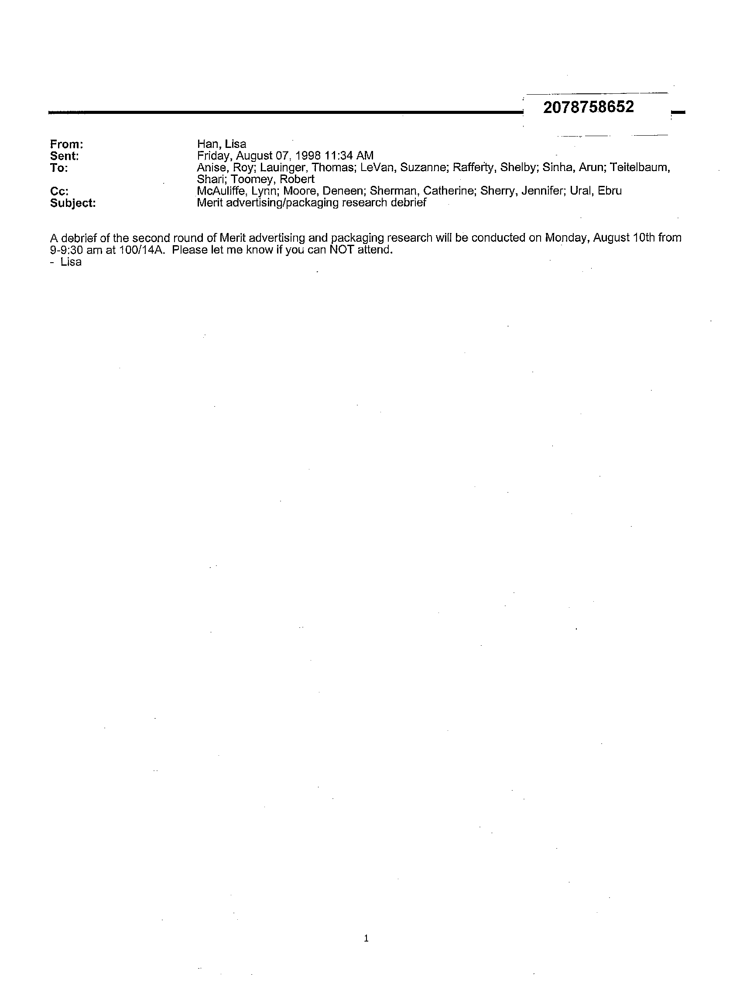 2078758652
From: Han, Lisa
Sent: Friday, August 07, 1998 11:34 AM
To: Anise, Roy; Lauinger, Thomas; LeVan, Suzanne; Rafferty, Shelby; Sinha, Arun; Teitelbaum,
Shari; Toomey, Robert
Cc: McAuliffe, Lynn; Moore, Deneen; Sherman, Catherine; Sherry, Jennifer; Ural, Ebru
Subject: Merit advertising/packaging research debrief
A debrief of the second round of Merit advertising and packaging research will be conducted on Monday, August 10th from
9-9:30 am at 100/14A. Please let me know if you can NOT attend.
- Lisa
1